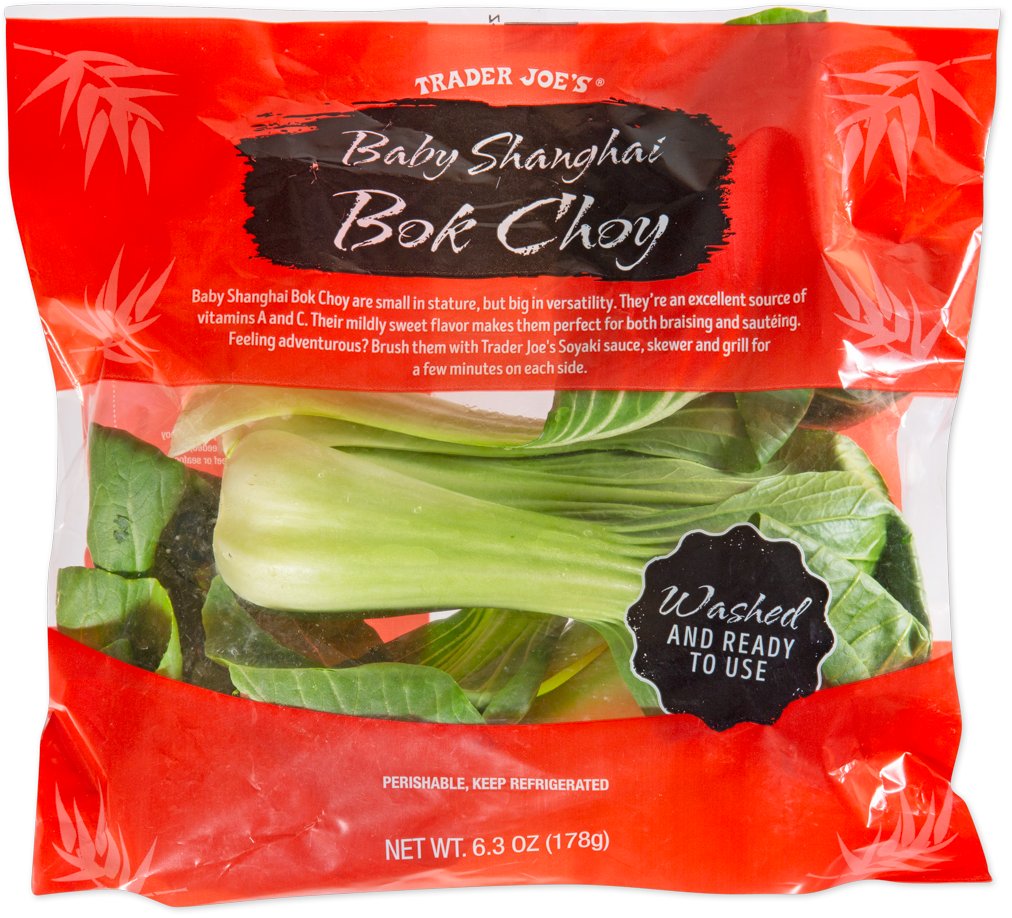 TRADER JOE'S®
Baby Shanghai
Bok Choy
Baby Shanghai Bok Choy are small in stature, but big in versatility. They're an excellent source of
vitamins A and C. Their mildly sweet flavor makes them perfect for both braising and sautéing.
Feeling adventurous? Brush them with Trader Joe's Soyaki sauce, skewer and grill for
a few minutes on each side.
Washed
AND READY
TO USE
PERISHABLE, KEEP REFRIGERATED
NET WT. 6.3 OZ (178g)